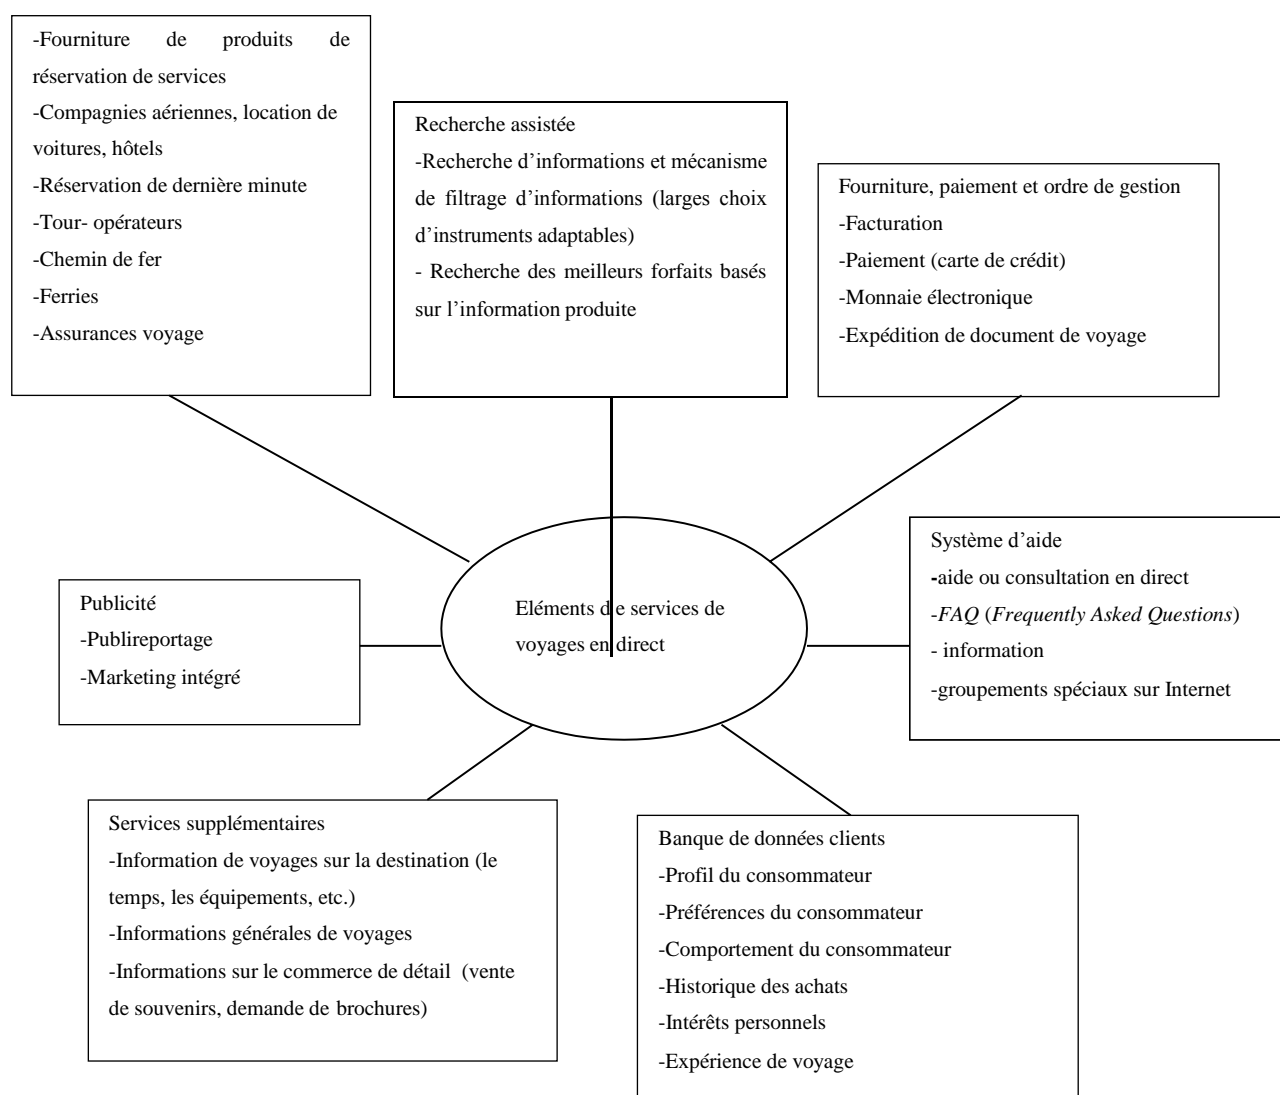 -Fourniture de produits de
réservation de services
-Compagnies aériennes, location de
voitures, hôtels
-Réservation de dernière minute
-Tour- opérateurs
-Chemin de fer
-Ferries
-Assurances voyage
Recherche assistée
-Recherche d’informations et mécanisme
de filtrage d’informations (larges choix
d’instruments adaptables)
- Recherche des meilleurs forfaits basés
sur l’information produite
Fourniture, paiement et ordre de gestion
-Facturation
-Paiement (carte de crédit)
-Monnaie électronique
-Expédition de document de voyage
Publicité
-Publireportage
-Marketing intégré
Eléments de services de
voyages en direct
Système d’aide
-aide ou consultation en direct
-FAQ (Frequently Asked Questions)
- information
-groupements spéciaux sur Internet
Services supplémentaires
-Information de voyages sur la destination (le
temps, les équipements, etc.)
-Informations générales de voyages
-Informations sur le commerce de détail (vente
de souvenirs, demande de brochures)
Banque de données clients
-Profil du consommateur
-Préférences du consommateur
-Comportement du consommateur
-Historique des achats
-Intérêts personnels
-Expérience de voyage